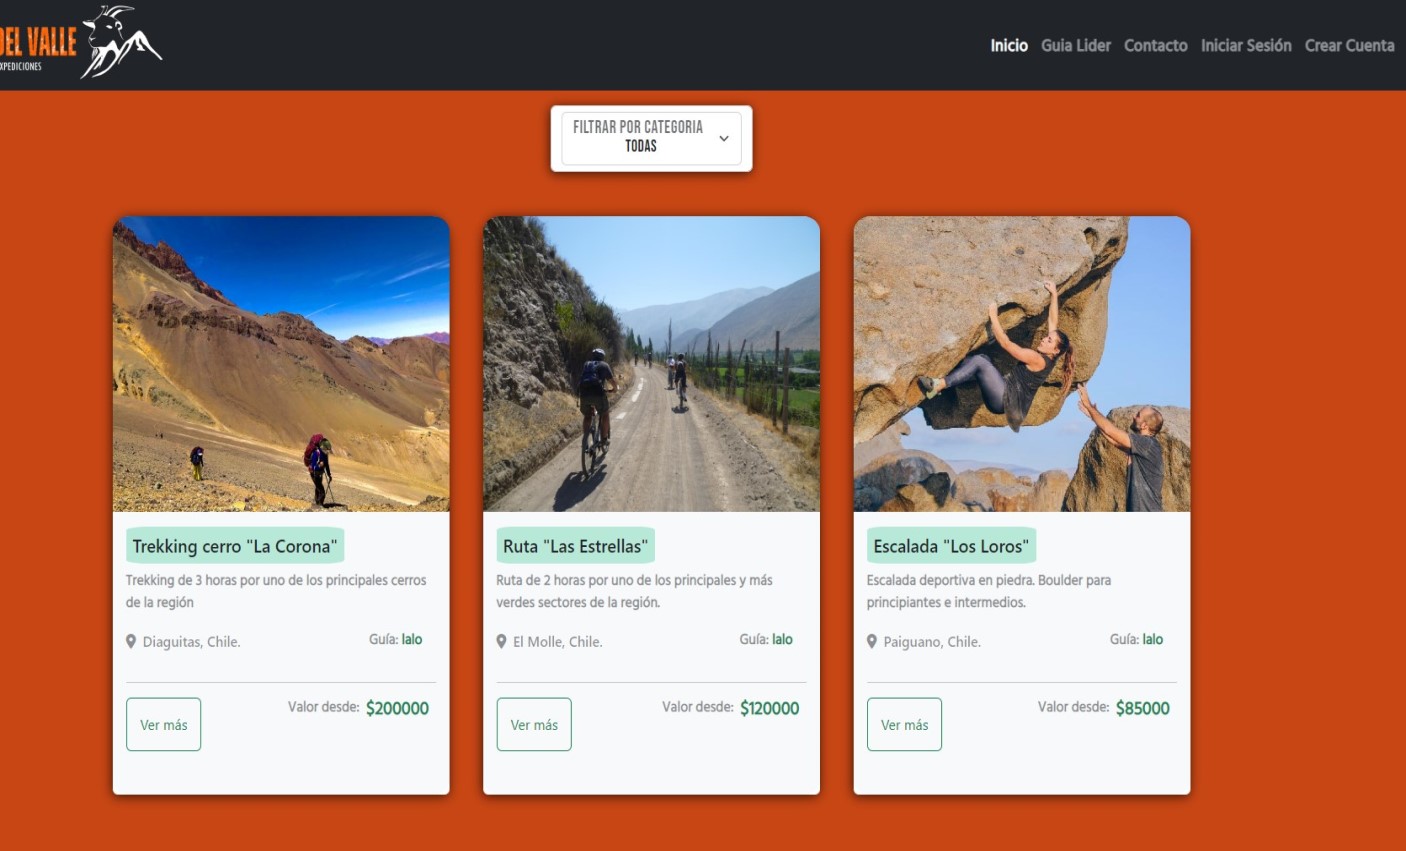 DEL VALLE
XPEDICIONES
Inicio Guia Lider Contacto Iniciar Sesión Crear Cuenta
FILTRAR POR CATEGORIA
TODAS
Trekking cerro "La Corona"
Trekking de 3 horas por uno de los principales cerros
de la región
Diaguitas, Chile.
Guía: lalo
Ver más
Valor desde: $200000
Ruta "Las Estrellas"
Ruta de 2 horas por uno de los principales y más
verdes sectores de la región.
El Molle, Chile.
Guía: lalo
Ver más
Valor desde: $120000
Escalada "Los Loros"
Escalada deportiva en piedra. Boulder para
principiantes e intermedios.
Paiguano, Chile.
Guía: lalo
Ver más
Valor desde: $85000